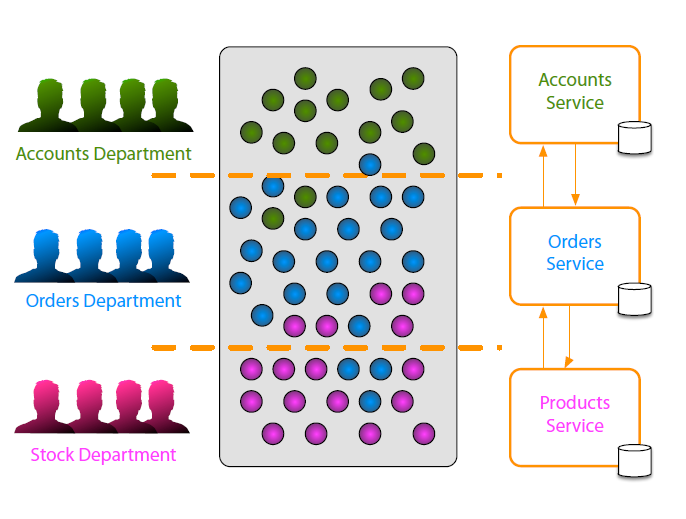 Accounts Department
Accounts
Service
Orders Department
Orders
Service
Stock Department
Products
Service